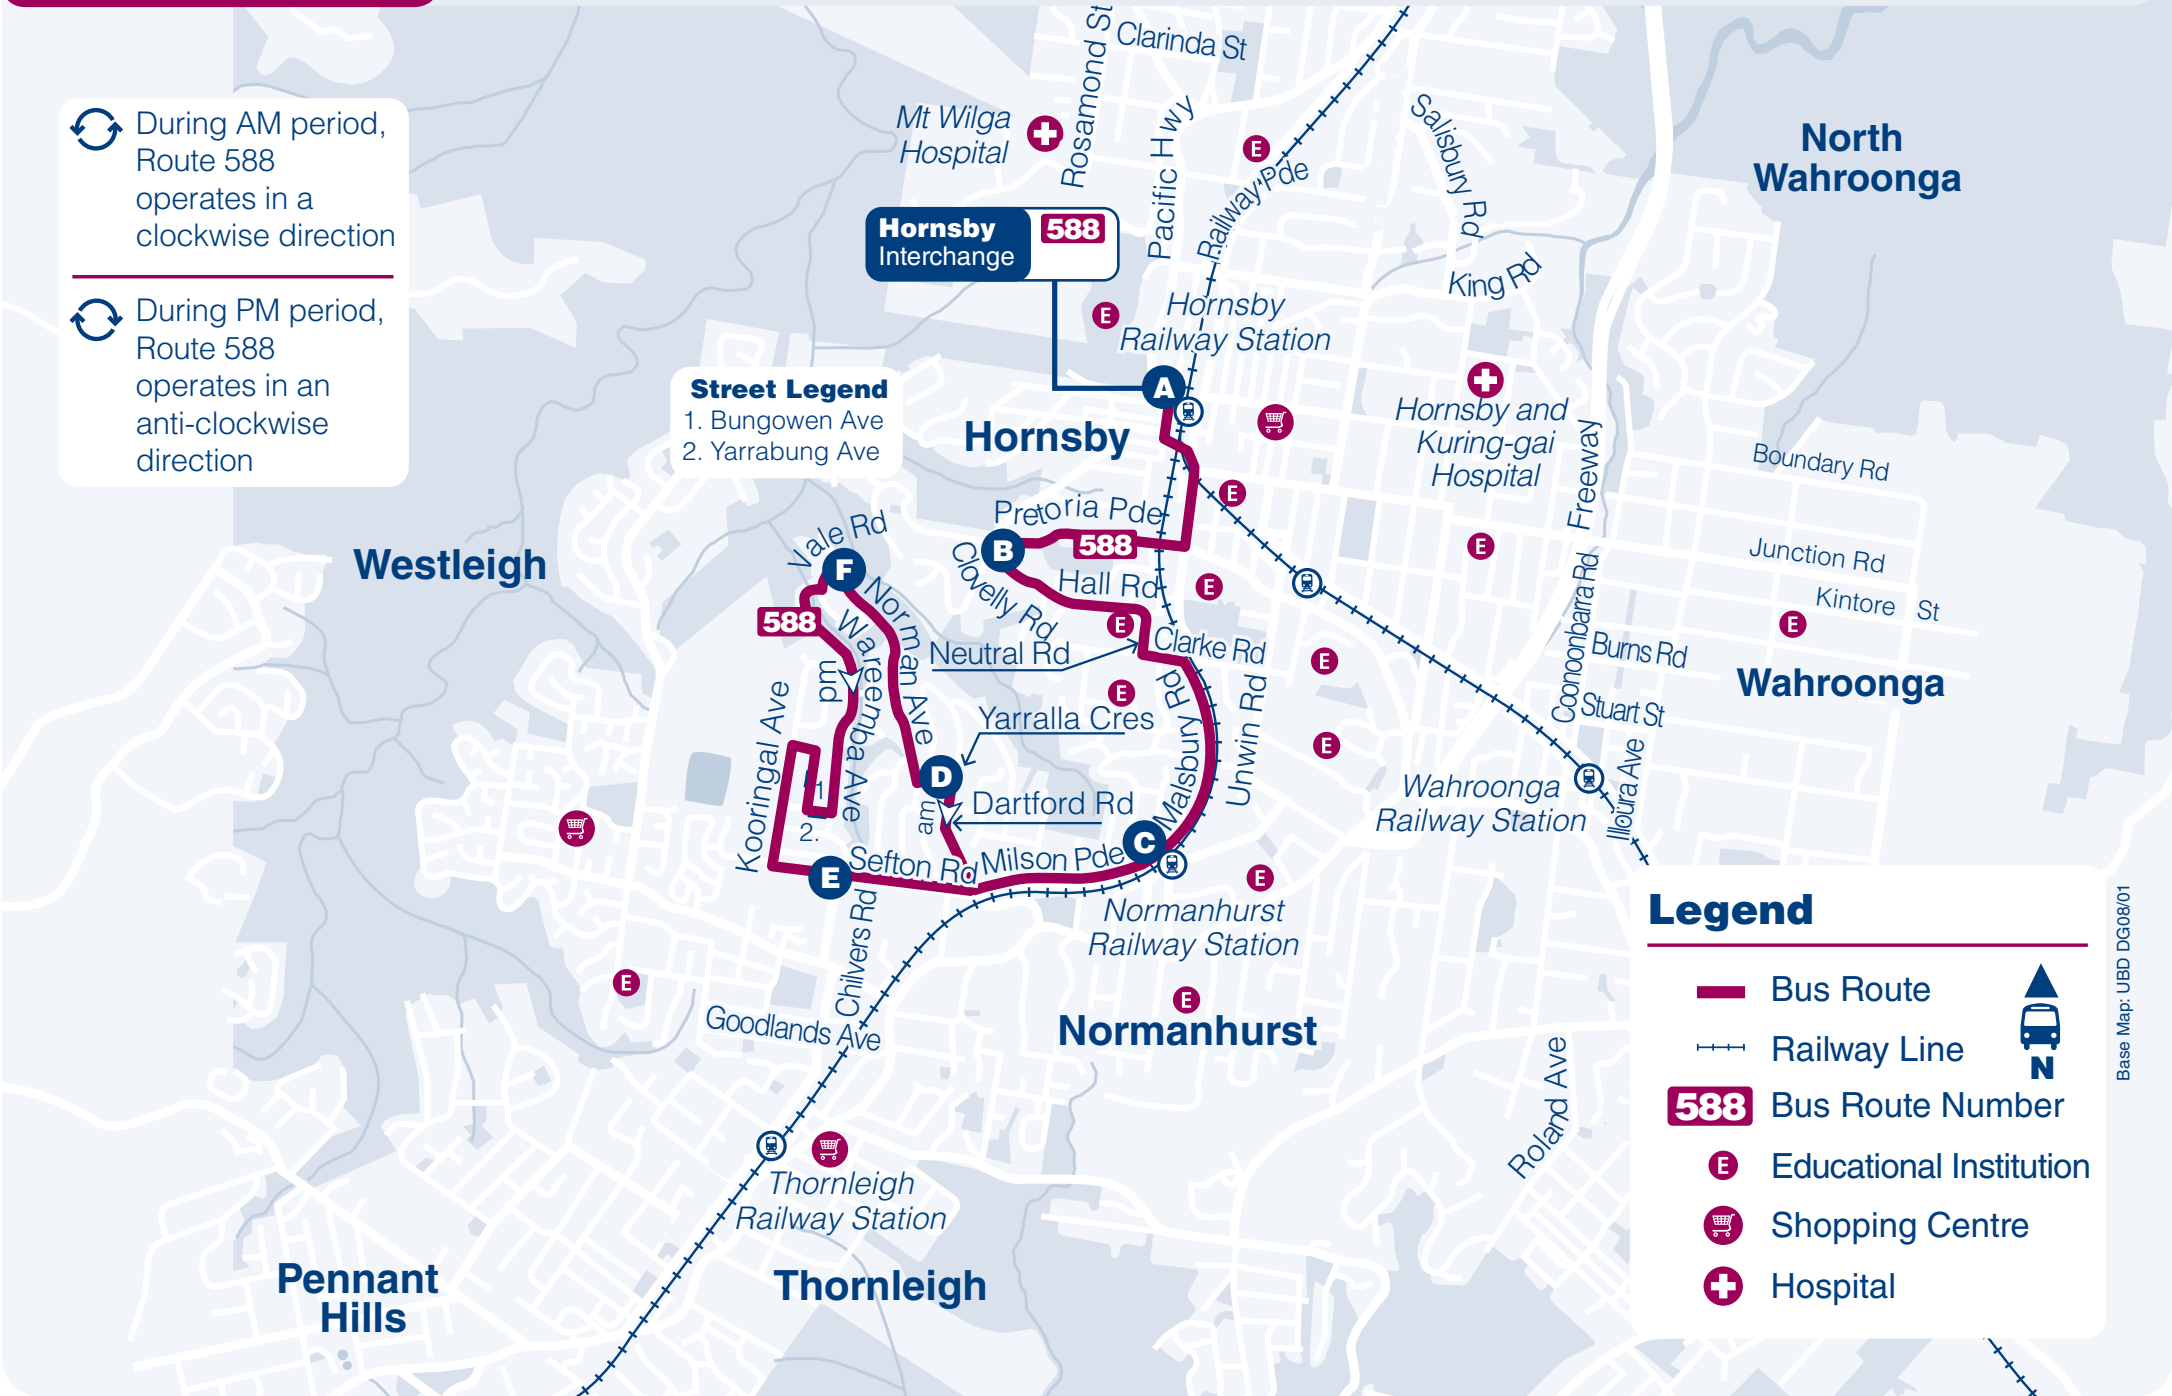 During AM period,
Route 588
operates in a
clockwise direction
During PM period,
Route 588
operates in an
anti-clockwise
direction
Street Legend
1. Bungowen Ave
2. Yarrabung Ave
Clarinda St
Rosamond St
Mt Wilga
Hospital
Pacific Hwy
Railway Pde
E
Salisbury Rd
King Rd
North
Wahroonga
Hornsby
Interchange
588
E
Hornsby
Railway Station
A
Hornsby
Hornsby and
Kuring-gai
Hospital
Freeway
Boundary Rd
Junction Rd
Kintore St
E
Burns Rd
Wahroonga
Coonoonbarra Rd
Stuart St
Illoura Ave
Wahroonga
Railway Station
E
E
Pretoria Pde
588
B
Clovelly Rd
Hall Rd
E
E
Neutral Rd
Clarke Rd
E
E
E
Malsbury Rd
Unwin Rd
Yarralla Cres
Westleigh
Vale Rd
F
588
Norman Ave
Wareemba Ave
pm
Kooringal Ave
1
2.
D
am
Dartford Rd
C
E
Sefton Rd
Milson Pde
Chilvers Rd
Normanhurst
Railway Station
E
E
Normanhurst
E
Goodlands Ave
Thornleigh
Railway Station
Thornleigh
Pennant
Hills
Roland Ave
Legend
Bus Route
Railway Line
N
588 Bus Route Number
E Educational Institution
Shopping Centre
Hospital
Base Map: UBD DG08/01